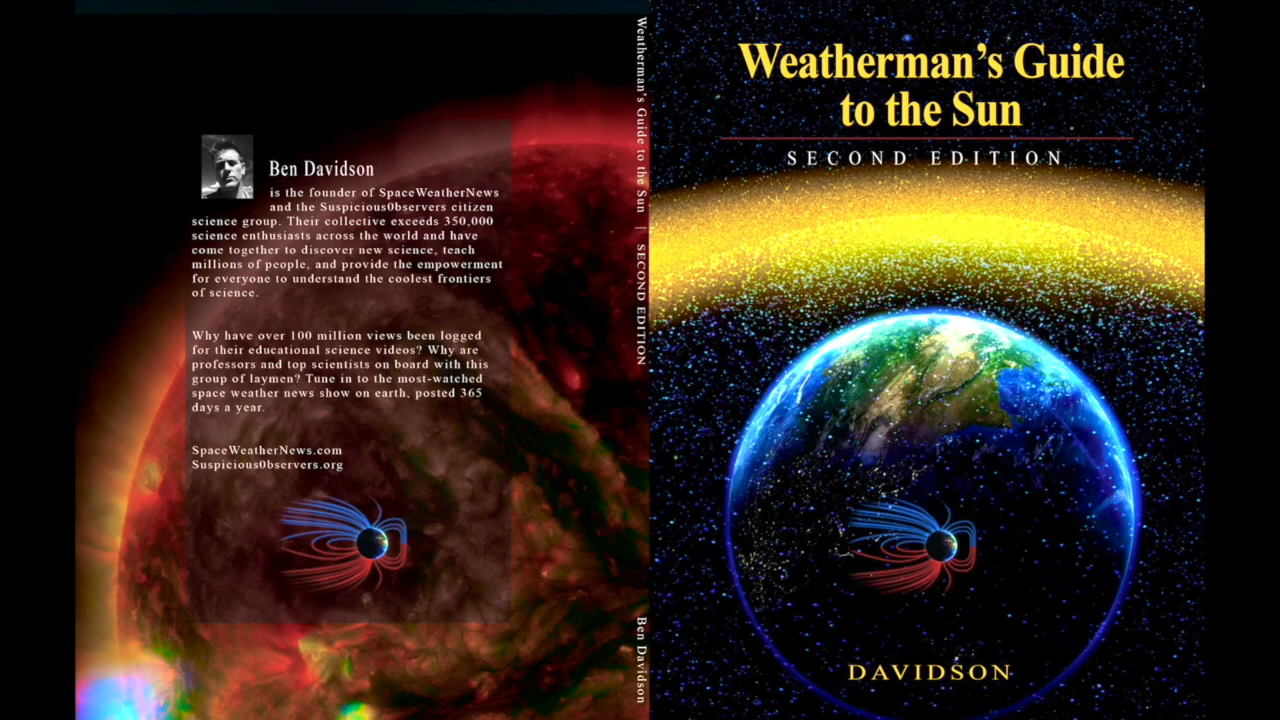 Ben Davidson
is the founder of SpaceWeatherNews
and the Suspicious0bservers citizen
science group. Their collective exceeds 350,000
science enthusiasts across the world and have
come together to discover new science, teach
millions of people, and provide the empowerment
for everyone to understand the coolest frontiers
of science.
Why have over 100 million views been logged
for their educational science videos? Why are
professors and top scientists on board with this
group of laymen? Tune in to the most-watched
space weather news show on earth, posted 365
days a year.
SpaceWeatherNews.com
Suspicious0bservers.org
Weatherman's Guide to the Sun | SECOND EDITION
Ben Davidson
Weatherman's Guide
to the Sun
SECOND EDITION
DAVIDSON